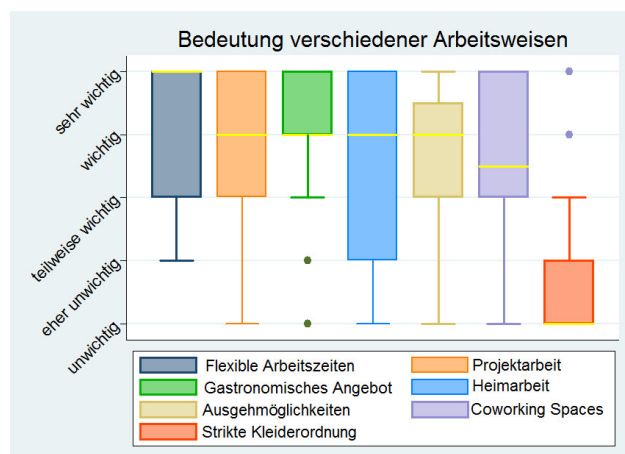 Bedeutung verschiedener Arbeitsweisen
sehr wichtig
wichtig
teilweise wichtig
eher unwichtig
unwichtig
Flexible Arbeitszeiten
Projektarbeit
Gastronomisches Angebot
Heimarbeit
Ausgehmöglichkeiten
Coworking Spaces
Strikte Kleiderordnung